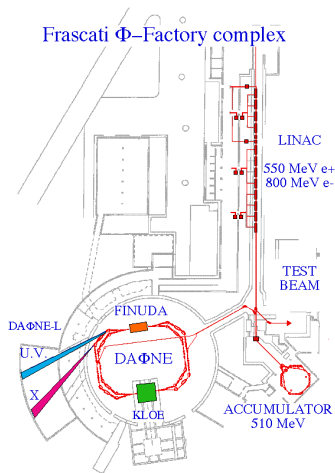 Frascati Φ–Factory complex
LINAC
550 MeV e+
800 MeV e-
TEST
BEAM
FINUDA
DAΦNE-L
U.V.
DAΦNE
X
KLOE
ACCUMULATOR
510 MeV